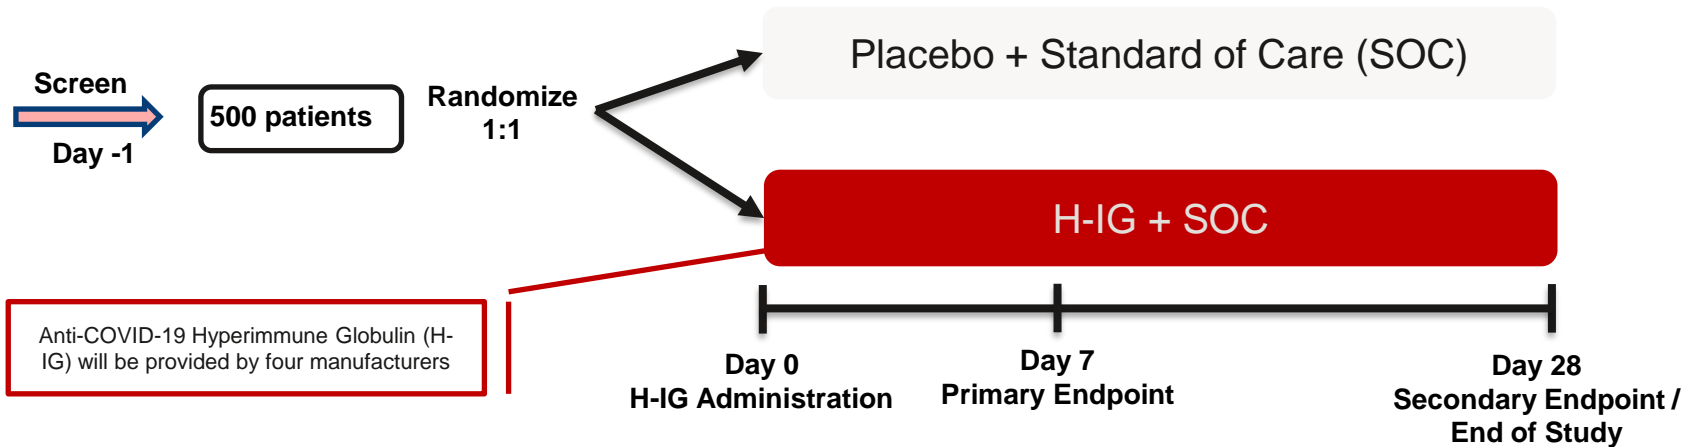 Screen
Day -1
500 patients
Randomize
1:1
Placebo + Standard of Care (SOC)
H-IG + SOC
Anti-COVID-19 Hyperimmune Globulin (H-
IG) will be provided by four manufacturers
Day 0
H-IG Administration
Day 7
Primary Endpoint
Day 28
Secondary Endpoint /
End of Study